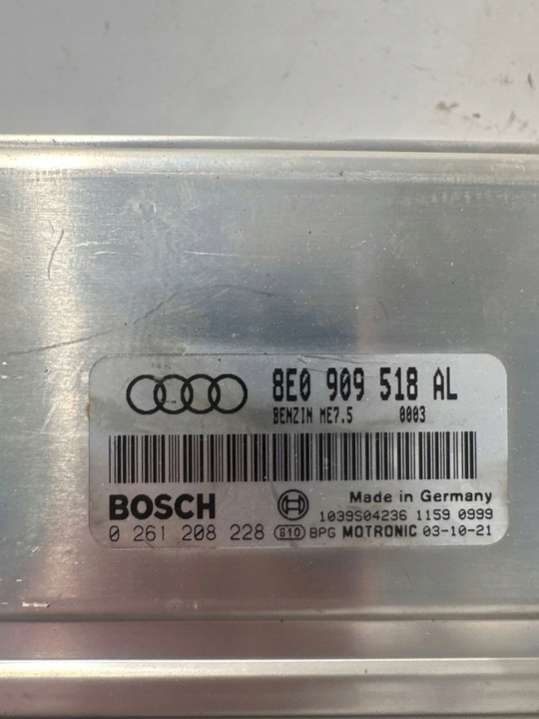 8E0 909 518 AL
BENZIN ME7.5 0003
BOSCH
Made in Germany
1039S04236 1159 0999
0 261 208 228 S10 BPG MOTRONIC 03-10-21